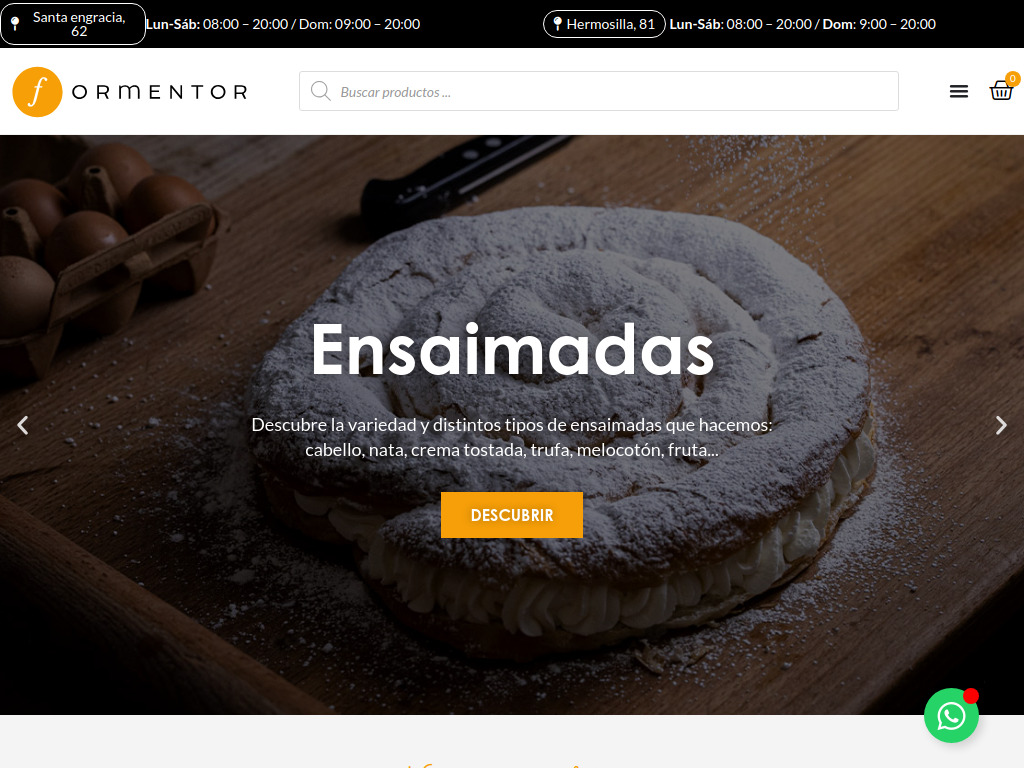 Santa engracia, 62
Lun-Sáb: 08:00 – 20:00 / Dom: 09:00 – 20:00
Hermosilla, 81
Lun-Sáb: 08:00 – 20:00 / Dom: 9:00 – 20:00
fORMENTOR
Buscar productos ...
0
Ensaimadas
Descubre la variedad y distintos tipos de ensaimadas que hacemos:
cabello, nata, crema tostada, trufa, melocotón, fruta...
DESCUBRIR